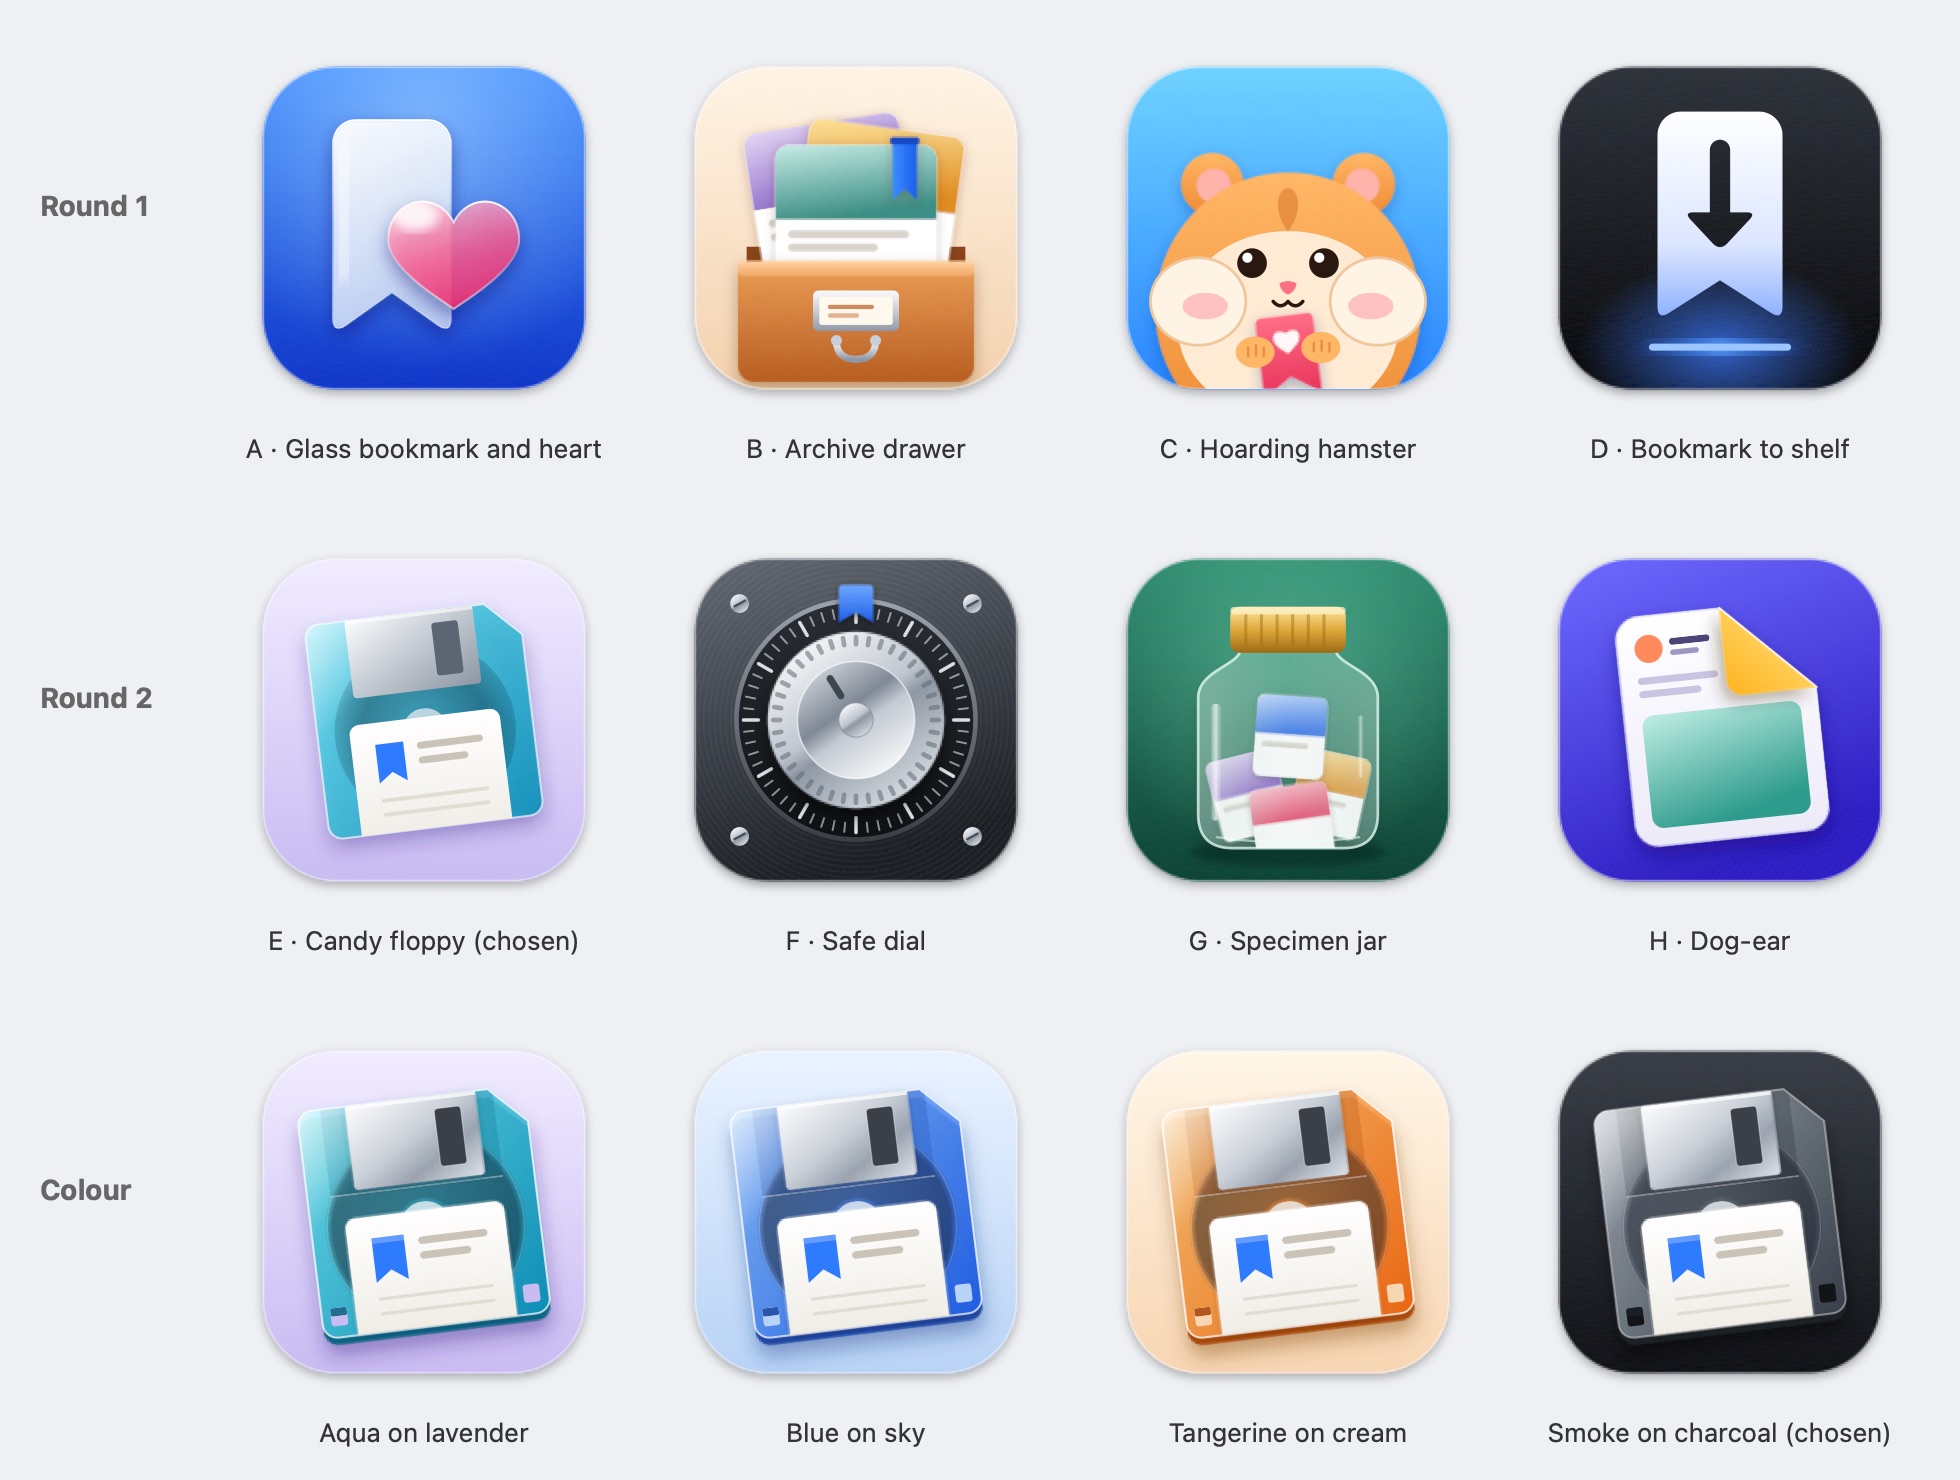 Round 1
A · Glass bookmark and heart
B · Archive drawer
C · Hoarding hamster
D · Bookmark to shelf
Round 2
E · Candy floppy (chosen)
F · Safe dial
G · Specimen jar
H · Dog-ear
Colour
Aqua on lavender
Blue on sky
Tangerine on cream
Smoke on charcoal (chosen)